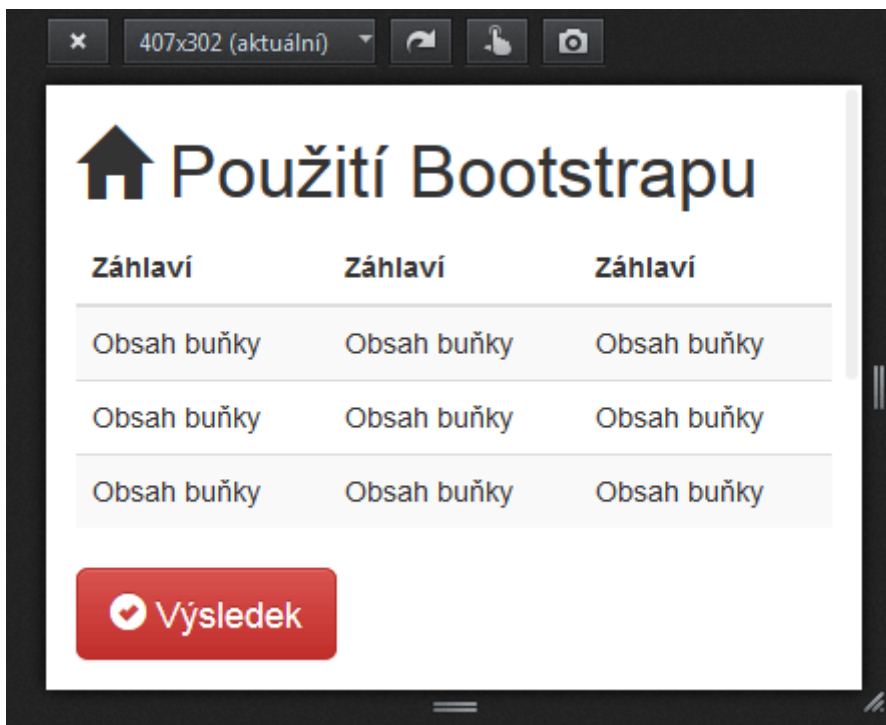 407x302 (aktuální)
Použití Bootstrapu
Záhlaví Záhlaví Záhlaví
Obsah buňky Obsah buňky Obsah buňky
Obsah buňky Obsah buňky Obsah buňky
Obsah buňky Obsah buňky Obsah buňky
Výsledek